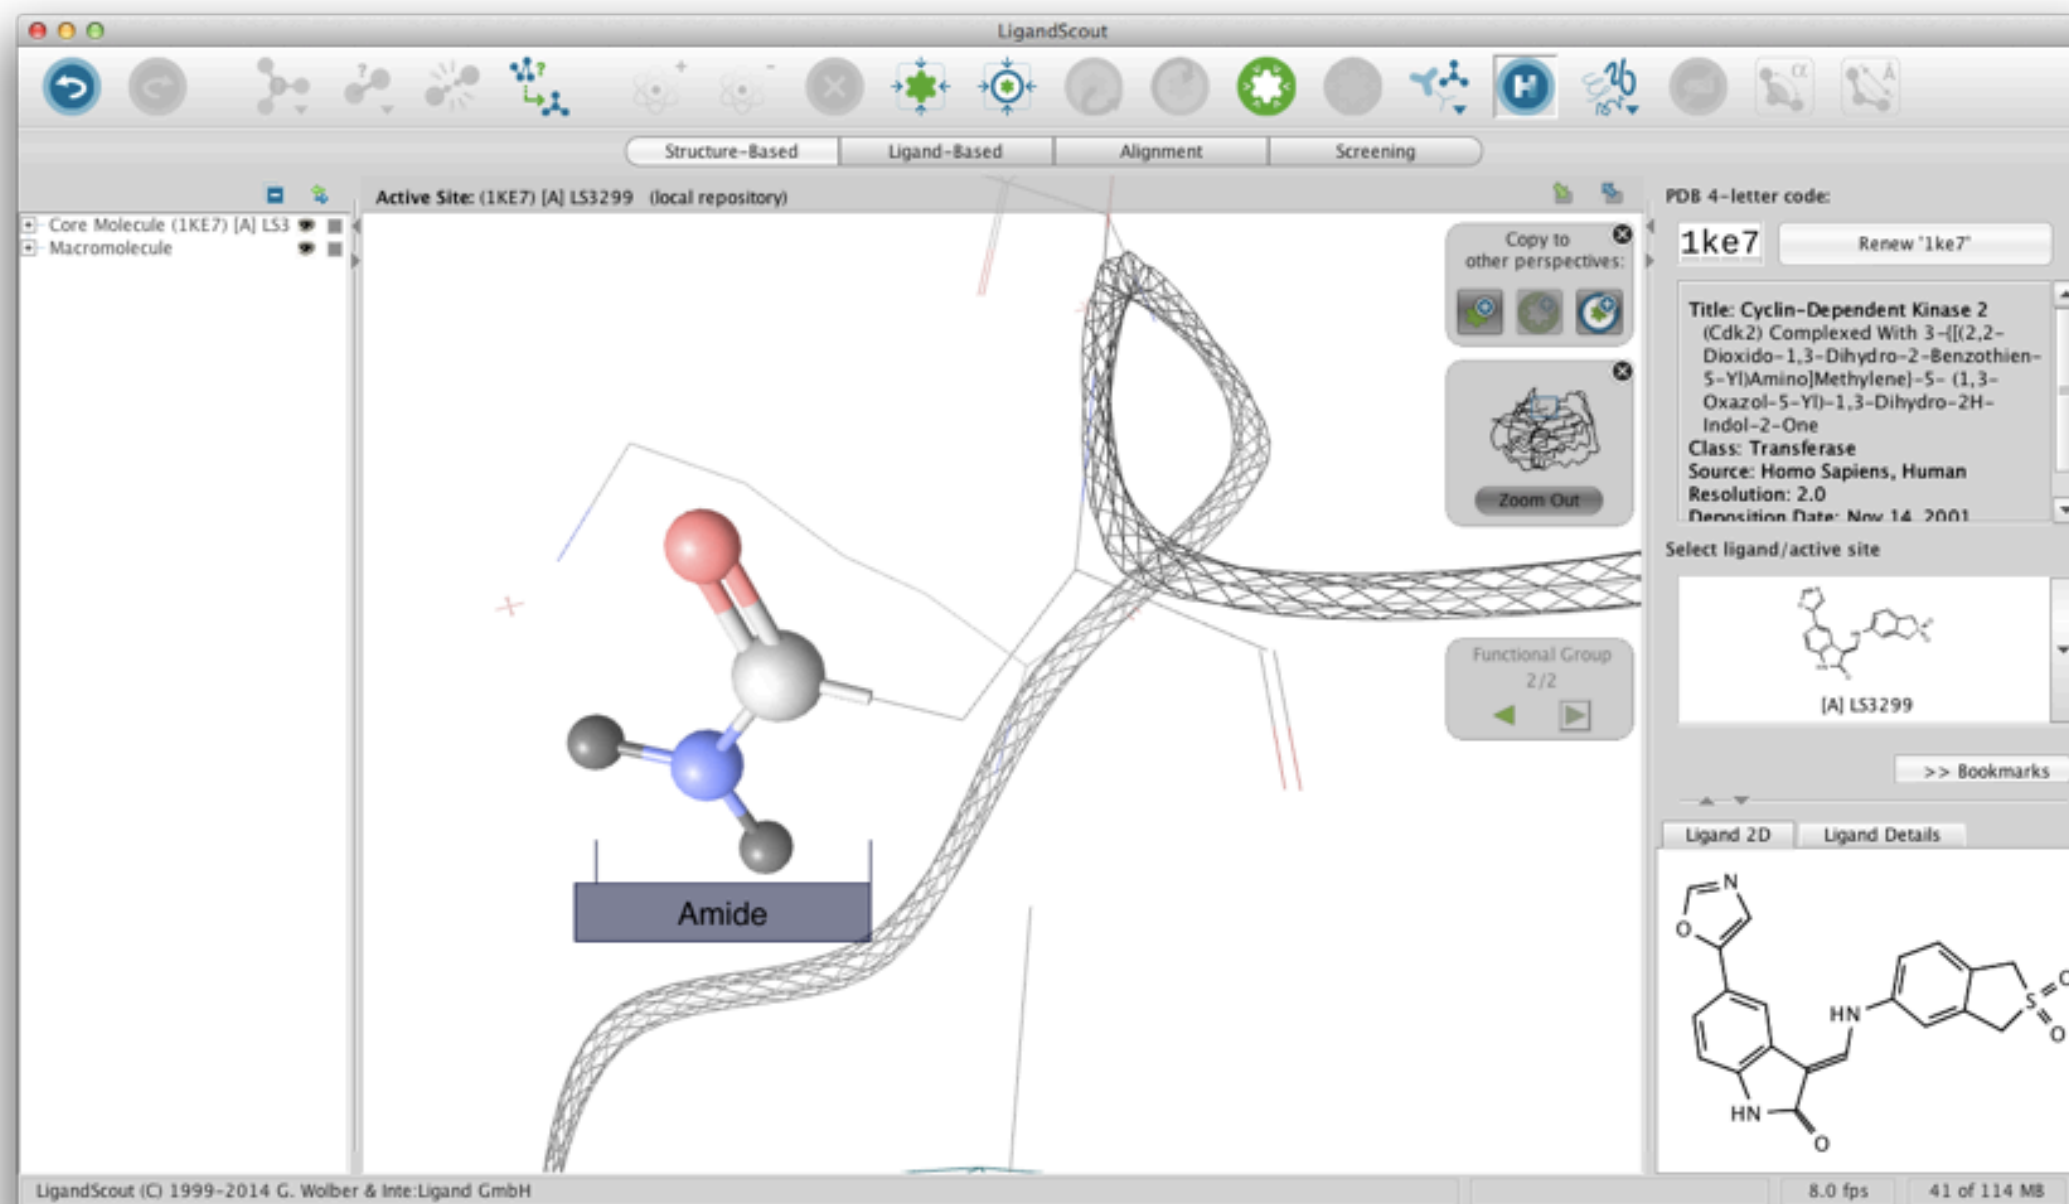 LigandScout
Structure-Based
Ligand-Based
Alignment
Screening
Core Molecule (1KE7) [A] LS3
Macromolecule
Active Site: (1KE7) [A] LS3299 (local repository)
Copy to
other perspectives:
Zoom Out
Functional Group
2/2
Amide
PDB 4-letter code:
1ke7
Renew '1ke7'
Title: Cyclin-Dependent Kinase 2
(Cdk2) Complexed With 3-{[(2,2-
Dioxido-1,3-Dihydro-2-Benzothien-
5-Yl)Amino]Methylene}-5- (1,3-
Oxazol-5-Yl)-1,3-Dihydro-2H-
Indol-2-One
Class: Transferase
Source: Homo Sapiens, Human
Resolution: 2.0
Deposition Date: Nov 14, 2001
Select ligand/active site
[A] LS3299
>> Bookmarks
Ligand 2D
Ligand Details
N
O
HN
S
O
O
HN
O
LigandScout (C) 1999-2014 G. Wolber & Inte:Ligand GmbH
8.0 fps
41 of 114 MB